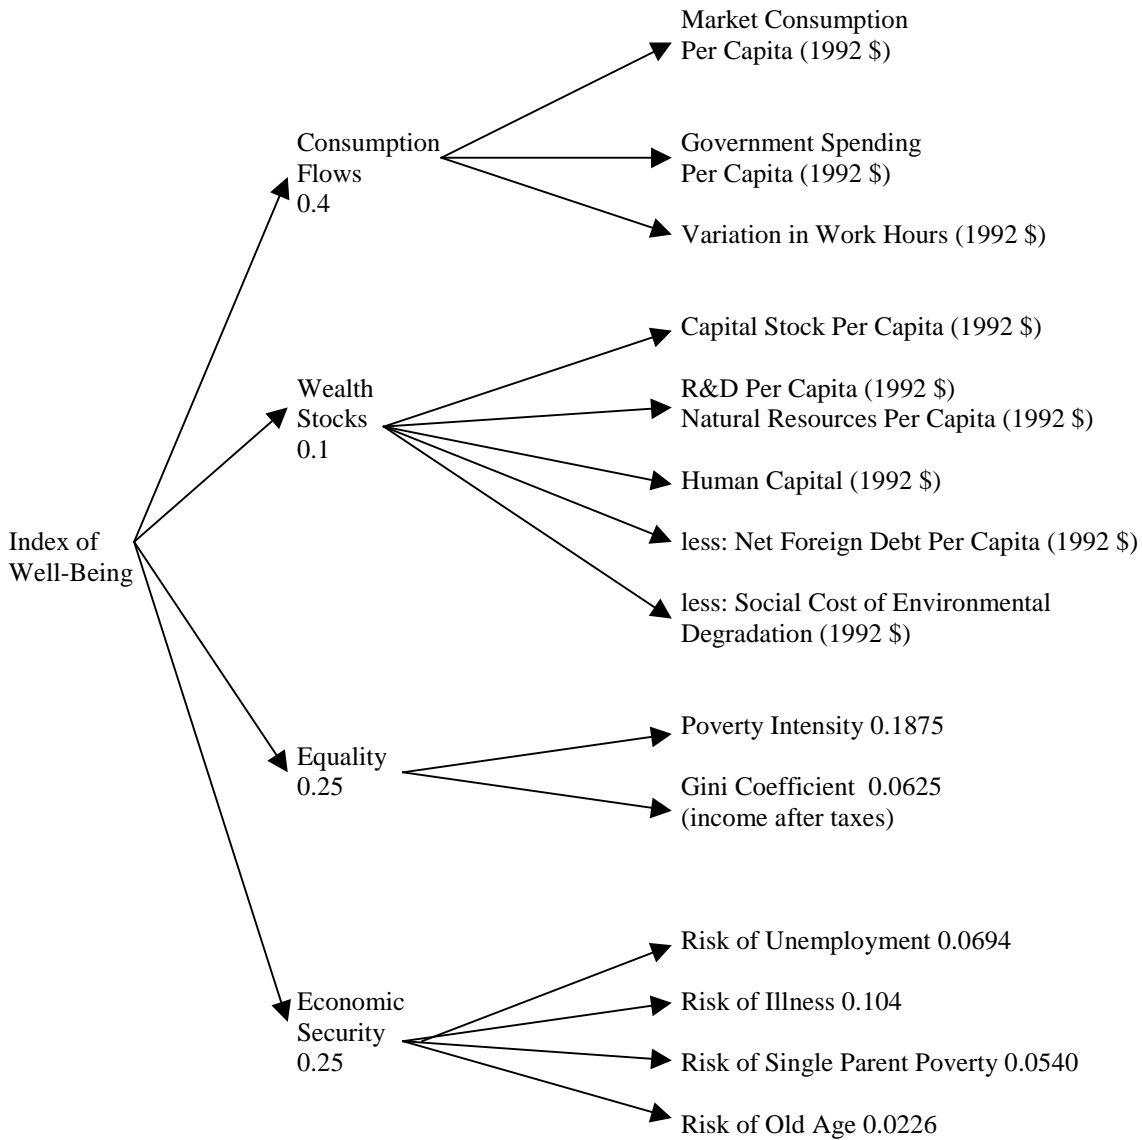 Market Consumption
Per Capita (1992 $)
Consumption
Flows
0.4
Government Spending
Per Capita (1992 $)
Variation in Work Hours (1992 $)
Capital Stock Per Capita (1992 $)
Wealth
Stocks
0.1
R&D Per Capita (1992 $)
Natural Resources Per Capita (1992 $)
Human Capital (1992 $)
Index of
Well-Being
less: Net Foreign Debt Per Capita (1992 $)
less: Social Cost of Environmental
Degradation (1992 $)
Equality
0.25
Poverty Intensity 0.1875
Gini Coefficient  0.0625
(income after taxes)
Economic
Security
0.25
Risk of Unemployment 0.0694
Risk of Illness 0.104
Risk of Single Parent Poverty 0.0540
Risk of Old Age 0.0226